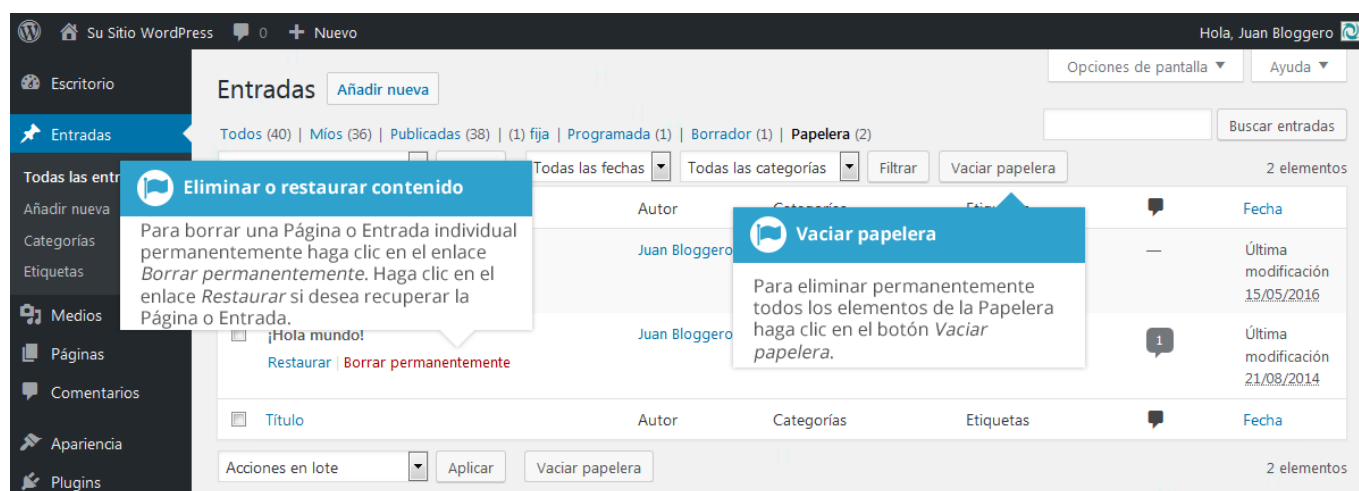 Su Sitio WordPress 0 + Nuevo Hola, Juan Bloggero
Escritorio
Entradas
Todas las entr
Añadir nueva
Categorías
Etiquetas
Medios
Páginas
Comentarios
Apariencia
Plugins
Opciones de pantalla ▼ Ayuda ▼
Entradas Añadir nueva
Todos (40) | Míos (36) | Publicadas (38) | (1) fija | Programada (1) | Borrador (1) | Papelera (2) Buscar entradas
Todas las fechas Todas las categorías Filtrar Vaciar papelera 2 elementos
Autor Categorías Fecha
Eliminar o restaurar contenido
Para borrar una Página o Entrada individual
permanentemente haga clic en el enlace
Borrar permanentemente. Haga clic en el
enlace Restaurar si desea recuperar la
Página o Entrada.
Vaciar papelera
Para eliminar permanentemente
todos los elementos de la Papelera
haga clic en el botón Vaciar
papelera.
Juan Bloggero — Última
modificación
15/05/2016
¡Hola mundo! Juan Bloggero 1 Última
modificación
21/08/2014
Restaurar | Borrar permanentemente
Título Autor Categorías Etiquetas Fecha
Acciones en lote Aplicar Vaciar papelera 2 elementos